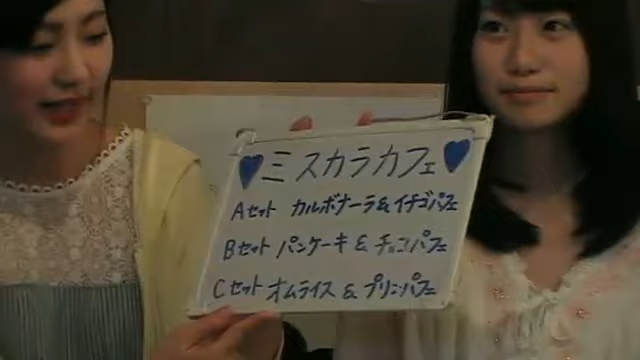 💙ミスカラカフェ💙
Aセット カルボナーラ&イチゴパフェ
Bセット パンケーキ & チョコパフェ
Cセット オムライス & プリンパフェ